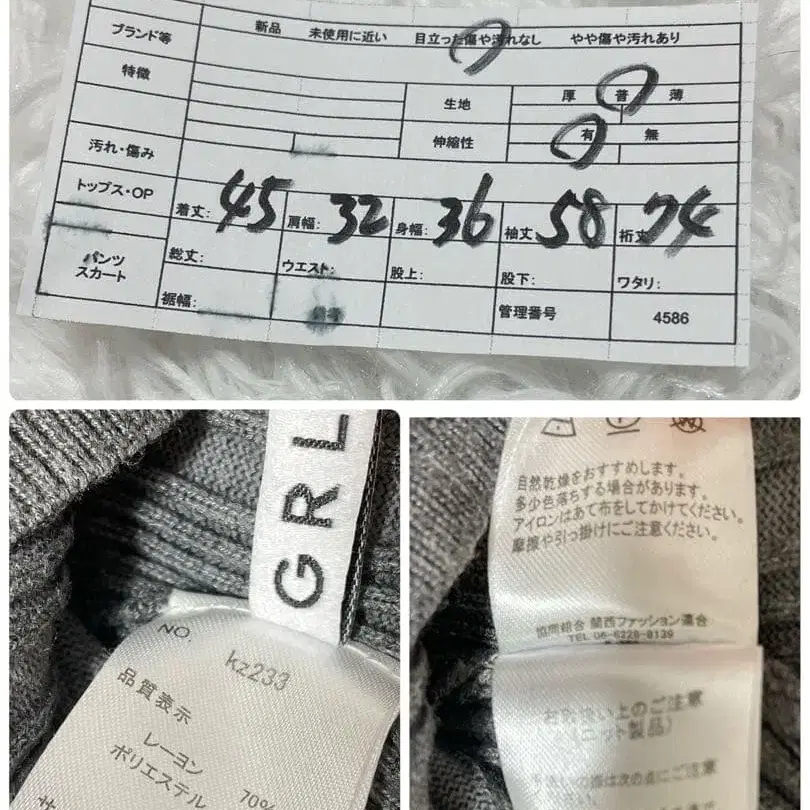 ブランド等 新品 未使用に近い 目立った傷や汚れなし やや傷や汚れあり
特徴 生地 厚 普 薄
汚れ・傷み 伸縮性 有 無
トップス・OP 着丈: 45 肩幅: 32 身幅: 36 袖丈: 58 裄丈: 74
パンツ スカート 総丈: ウエスト: 股上: 股下: ワタリ:
裾幅: 管理番号 4586
GRL
NO. kz233
品質表示
レーヨン 70%
ポリエステル
自然乾燥をおすすめします。
多少色落ちする場合があります。
アイロンはあて布をしてかけてください。
摩擦や引っ掛けにご注意ください。
協同組合 関西ファッション連合
TEL 06-6228-8139
お取扱い上のご注意
(ニット製品)